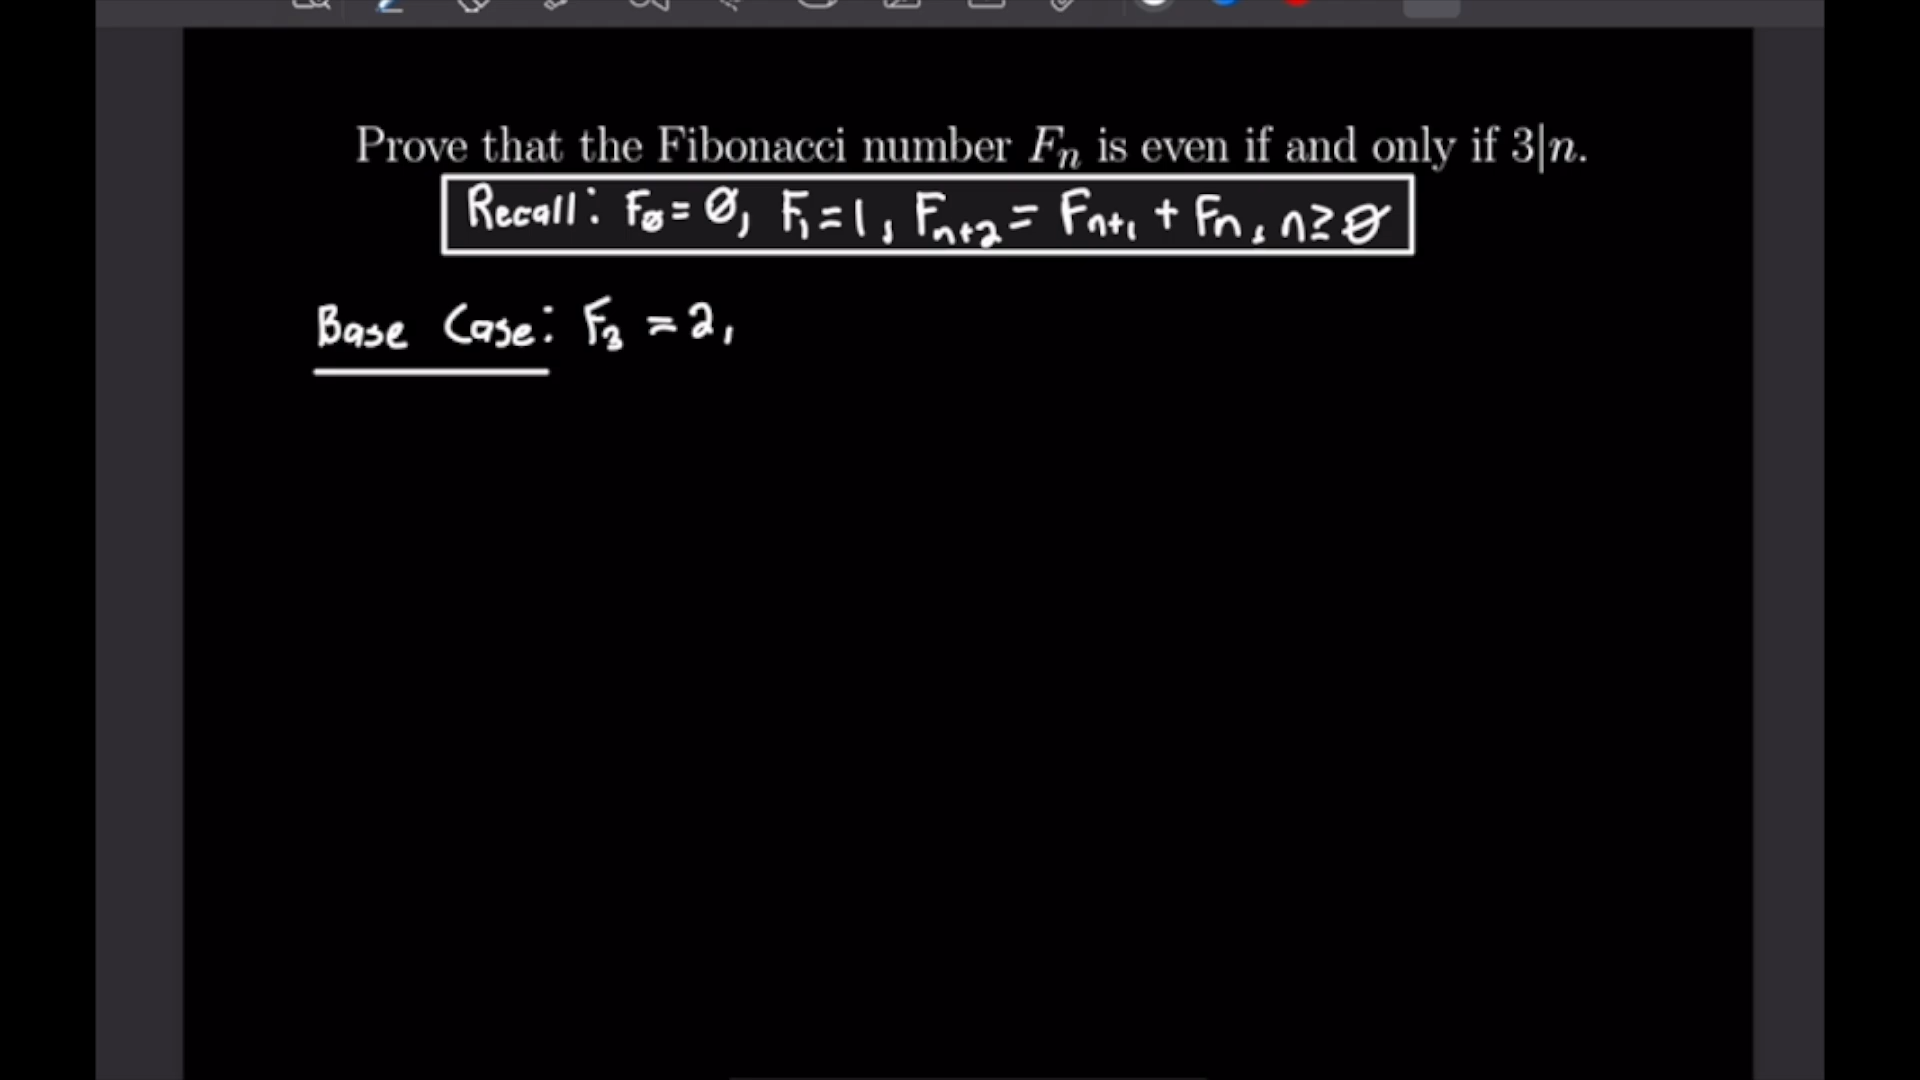 Prove that the Fibonacci number Fₙ is even if and only if 3|n.
Recall: F₀ = 0, F₁ = 1, Fₙ₊₂ = Fₙ₊₁ + Fₙ, n ≥ 0
Base Case: F₃ = 2,